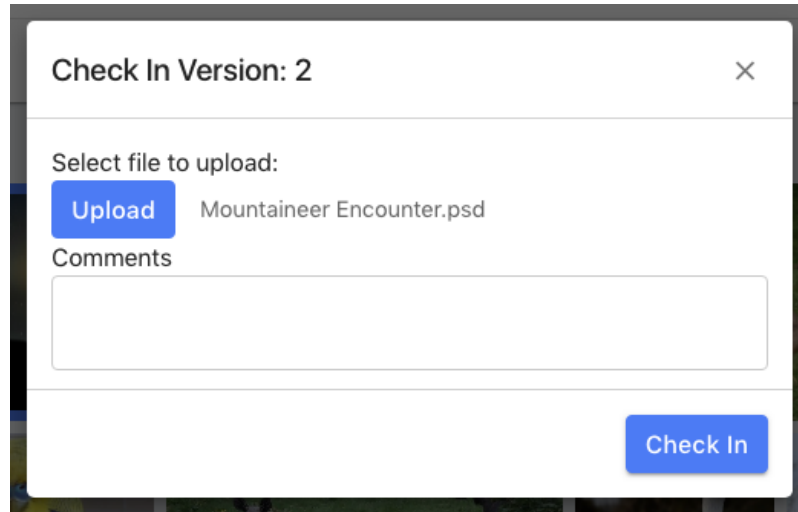 Check In Version: 2
Select file to upload:
Upload Mountaineer Encounter.psd
Comments
Check In